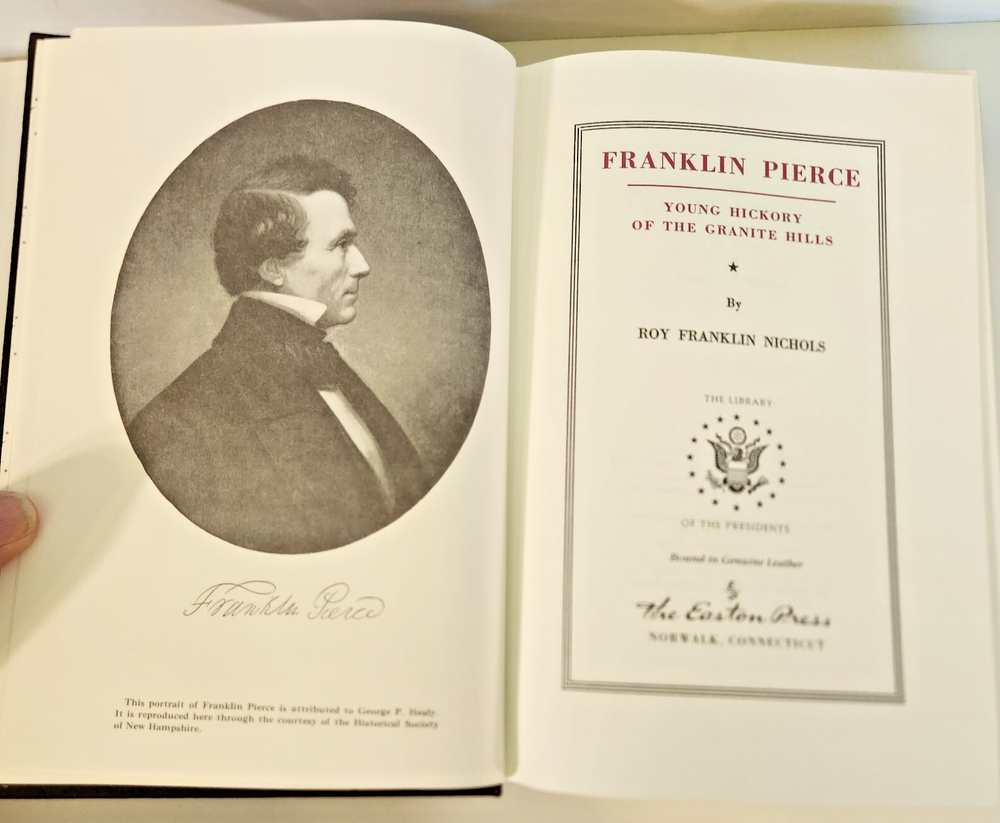 Franklin Pierce
This portrait of Franklin Pierce is attributed to George P. Healy.
It is reproduced here through the courtesy of the Historical Society
of New Hampshire.
FRANKLIN PIERCE
YOUNG HICKORY
OF THE GRANITE HILLS
By
ROY FRANKLIN NICHOLS
THE LIBRARY
OF THE PRESIDENTS
Bound in Genuine Leather
The Easton Press
NORWALK, CONNECTICUT